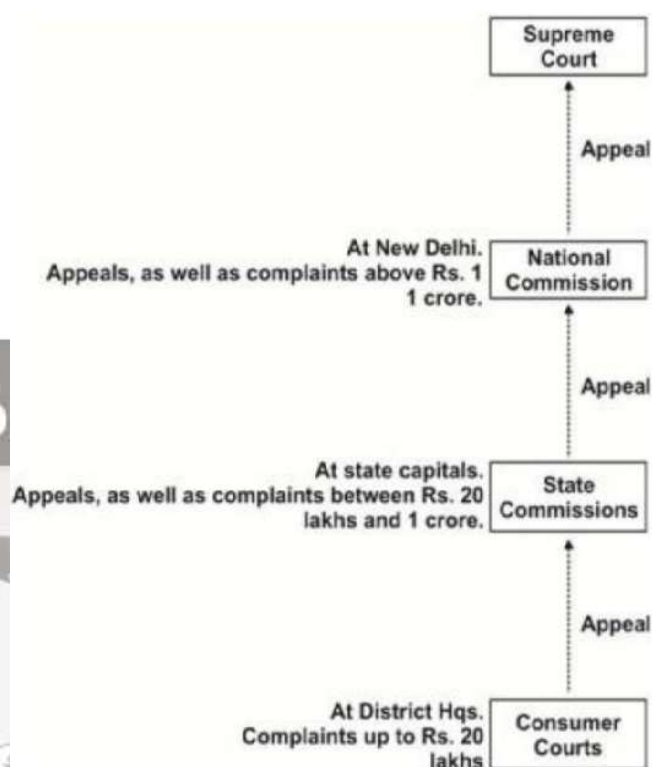 Supreme
Court
Appeal
At New Delhi.
Appeals, as well as complaints above Rs. 1
1 crore.
National
Commission
Appeal
At state capitals.
Appeals, as well as complaints between Rs. 20
lakhs and 1 crore.
State
Commissions
Appeal
At District Hqs.
Complaints up to Rs. 20
lakhs
Consumer
Courts